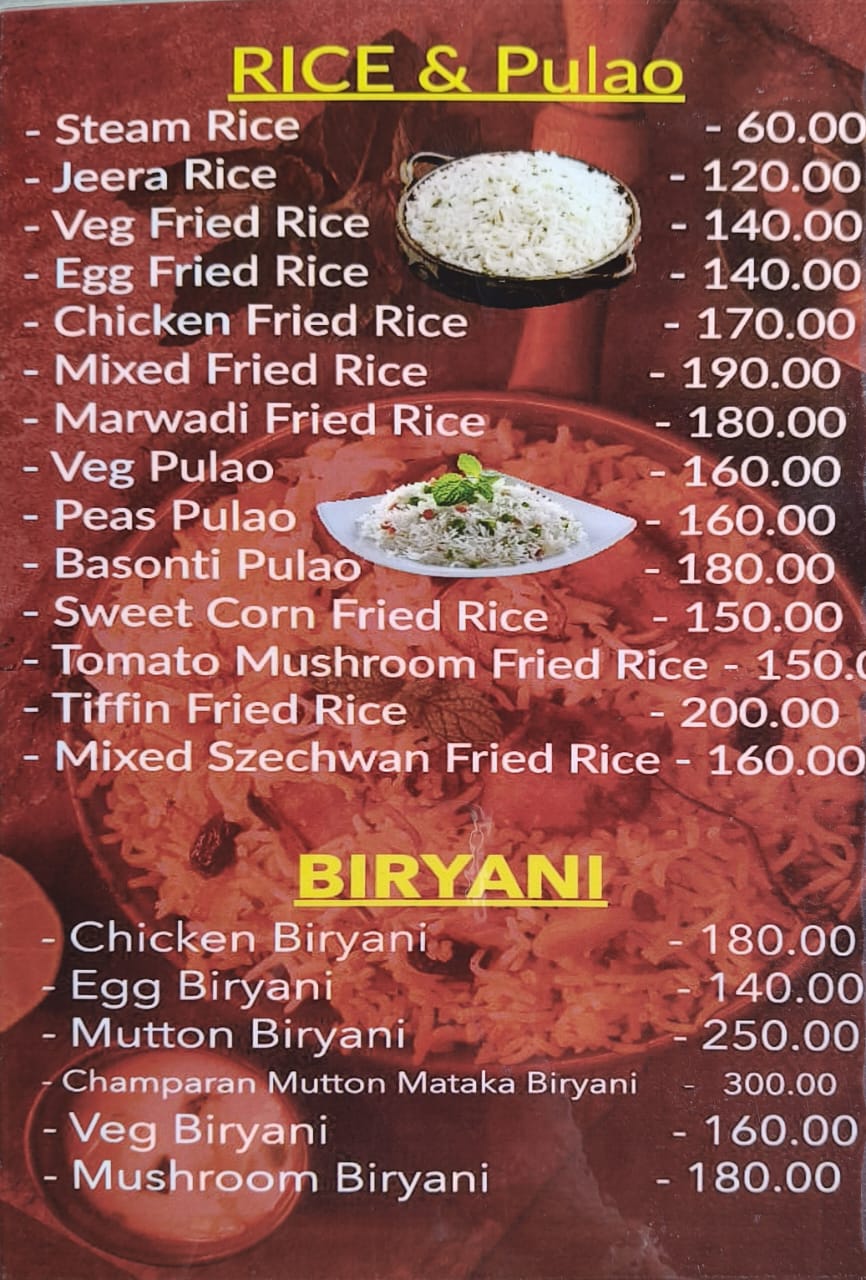 RICE & Pulao
- Steam Rice - 60.00
- Jeera Rice - 120.00
- Veg Fried Rice - 140.00
- Egg Fried Rice - 140.00
- Chicken Fried Rice - 170.00
- Mixed Fried Rice - 190.00
- Marwadi Fried Rice - 180.00
- Veg Pulao - 160.00
- Peas Pulao - 160.00
- Basonti Pulao - 180.00
- Sweet Corn Fried Rice - 150.00
- Tomato Mushroom Fried Rice - 150.0
- Tiffin Fried Rice - 200.00
- Mixed Szechwan Fried Rice - 160.00
BIRYANI
- Chicken Biryani - 180.00
- Egg Biryani - 140.00
- Mutton Biryani - 250.00
- Champaran Mutton Mataka Biryani - 300.00
- Veg Biryani - 160.00
- Mushroom Biryani - 180.00